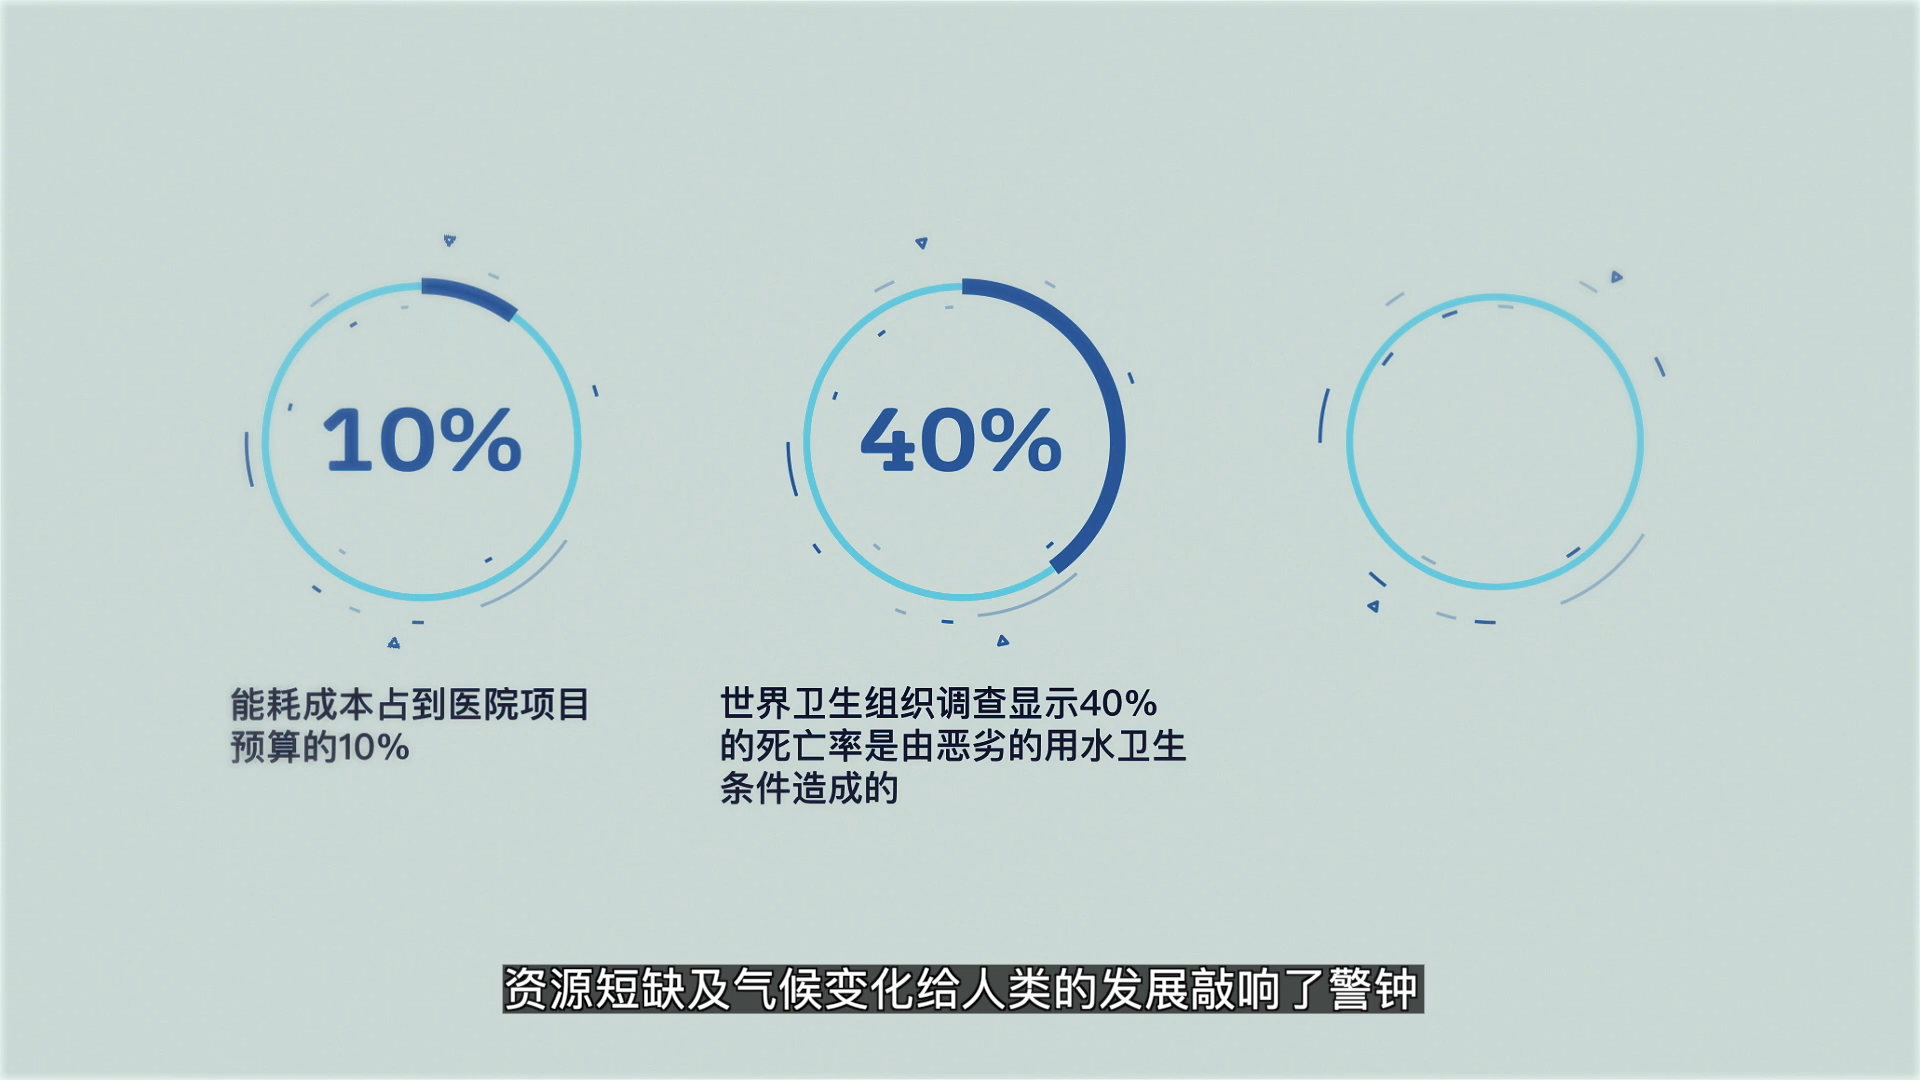 10%
能耗成本占到医院项目
预算的10%
40%
世界卫生组织调查显示40%
的死亡率是由恶劣的用水卫生
条件造成的
资源短缺及气候变化给人类的发展敲响了警钟